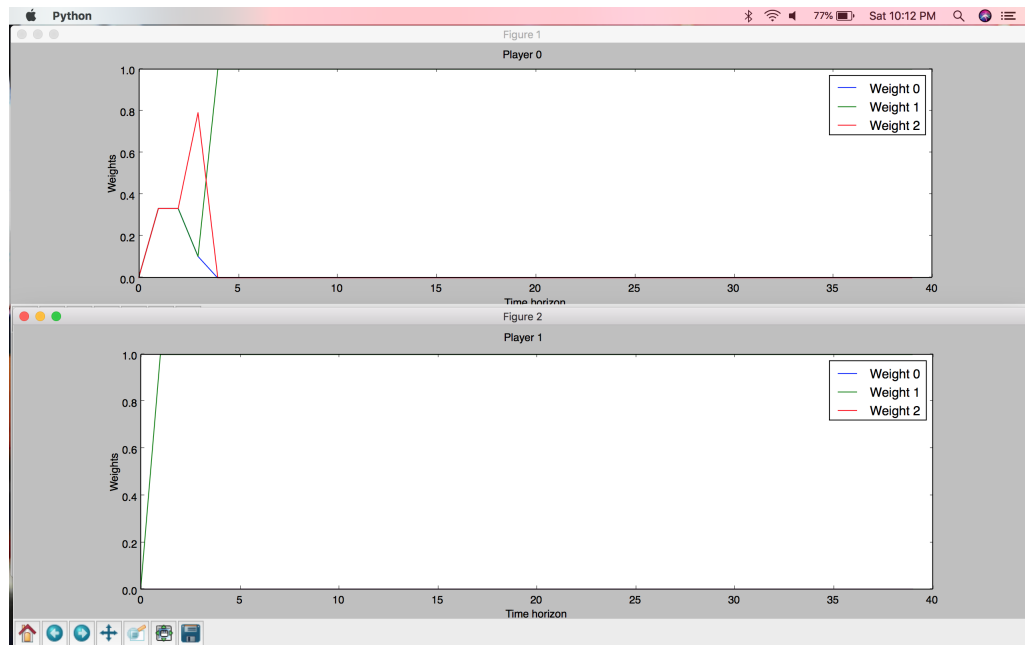 Python 77% Sat 10:12 PM
Figure 1
Player 0
1.0
0.8
0.6
0.4
0.2
0.0
Weights
Weight 0
Weight 1
Weight 2
0 5 10 15 20 25 30 35 40
Time horizon
Figure 2
Player 1
1.0
0.8
0.6
0.4
0.2
0.0
Weights
Weight 0
Weight 1
Weight 2
0 5 10 15 20 25 30 35 40
Time horizon